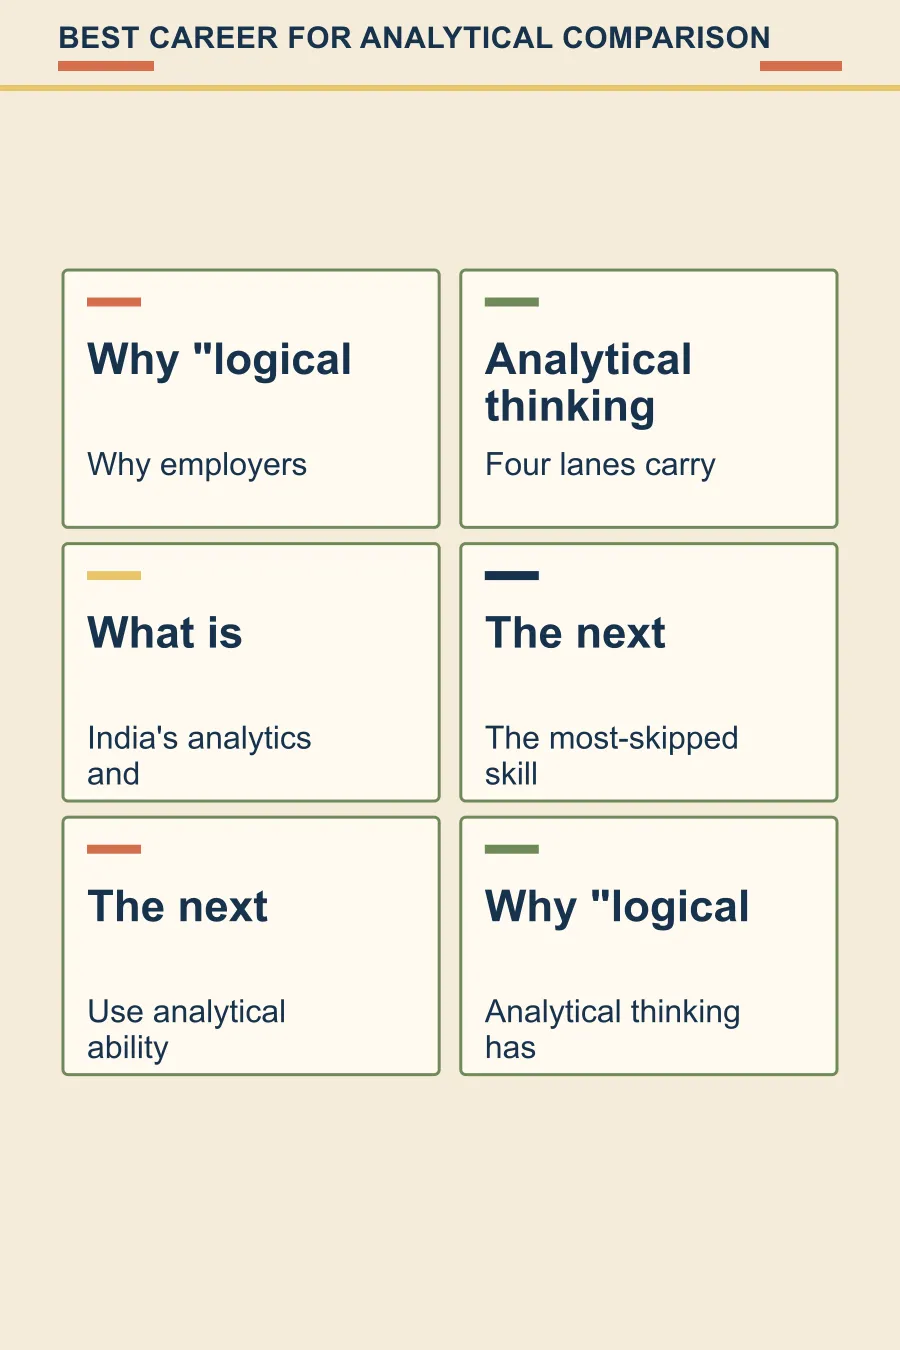 BEST CAREER FOR ANALYTICAL COMPARISON
Why "logical
Why employers
Analytical
thinking
Four lanes carry
What is
India's analytics
and
The next
The most-skipped
skill
The next
Use analytical
ability
Why "logical
Analytical thinking
has